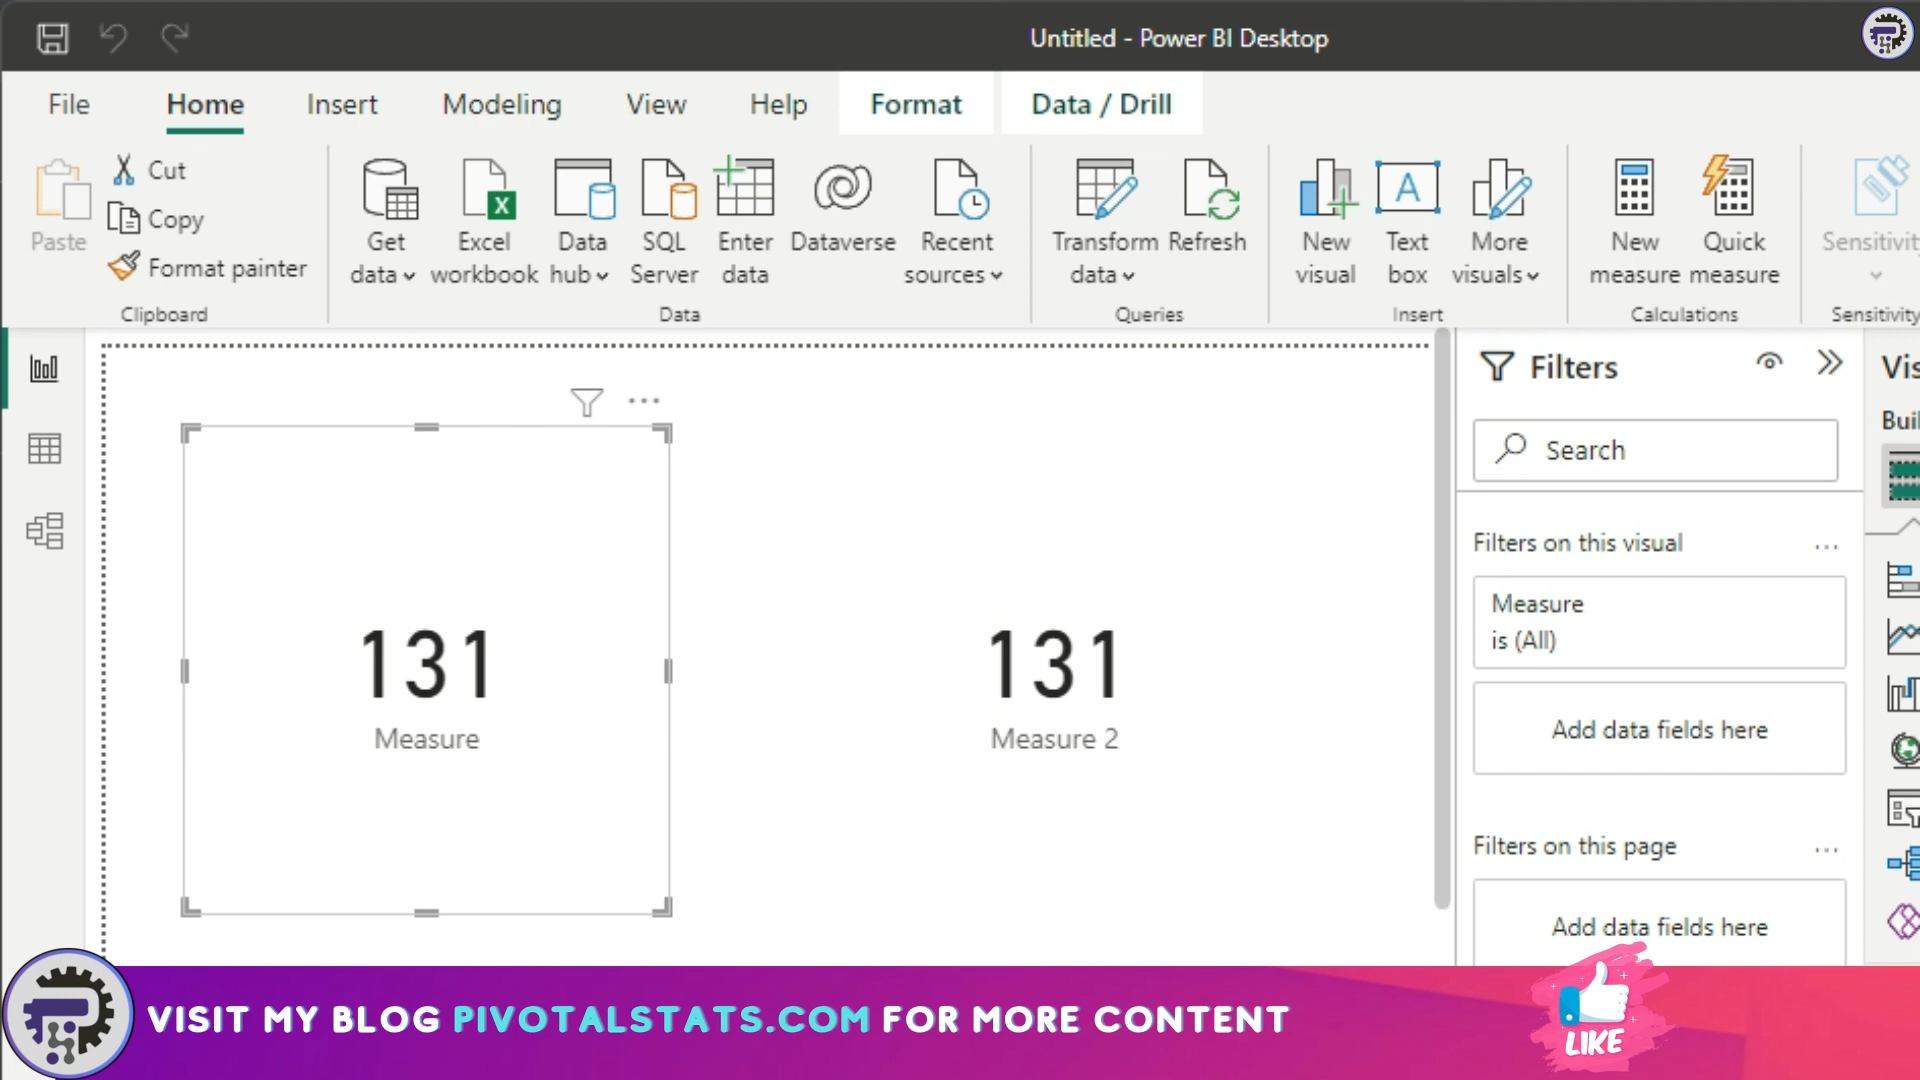 Untitled - Power BI Desktop
File Home Insert Modeling View Help Format Data / Drill
Paste
Cut
Copy
Format painter
Clipboard
Get data
Excel workbook
Data hub
SQL Server
Enter data
Dataverse
Recent sources
Data
Transform data
Refresh
Queries
New visual
Text box
More visuals
Insert
New measure
Quick measure
Calculations
Sensitivit
Sensitivity
131
Measure
131
Measure 2
Filters
Search
Filters on this visual
Measure
is (All)
Add data fields here
Filters on this page
Add data fields here
Vis
Buil
VISIT MY BLOG PIVOTALSTATS.COM FOR MORE CONTENT
LIKE